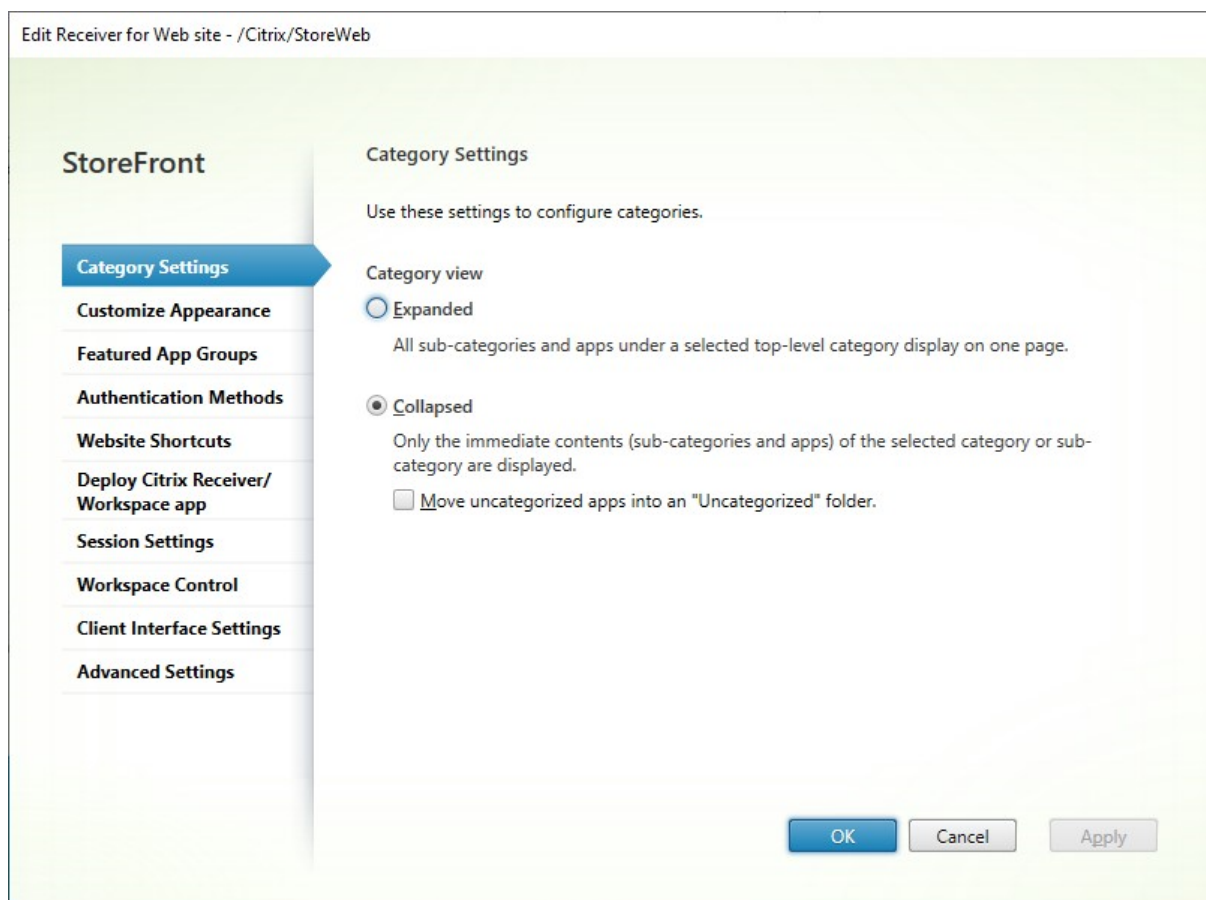 Edit Receiver for Web site - /Citrix/StoreWeb
StoreFront
Category Settings
Customize Appearance
Featured App Groups
Authentication Methods
Website Shortcuts
Deploy Citrix Receiver/
Workspace app
Session Settings
Workspace Control
Client Interface Settings
Advanced Settings
Category Settings
Use these settings to configure categories.
Category view
Expanded
All sub-categories and apps under a selected top-level category display on one page.
Collapsed
Only the immediate contents (sub-categories and apps) of the selected category or sub-
category are displayed.
Move uncategorized apps into an "Uncategorized" folder.
OK
Cancel
Apply